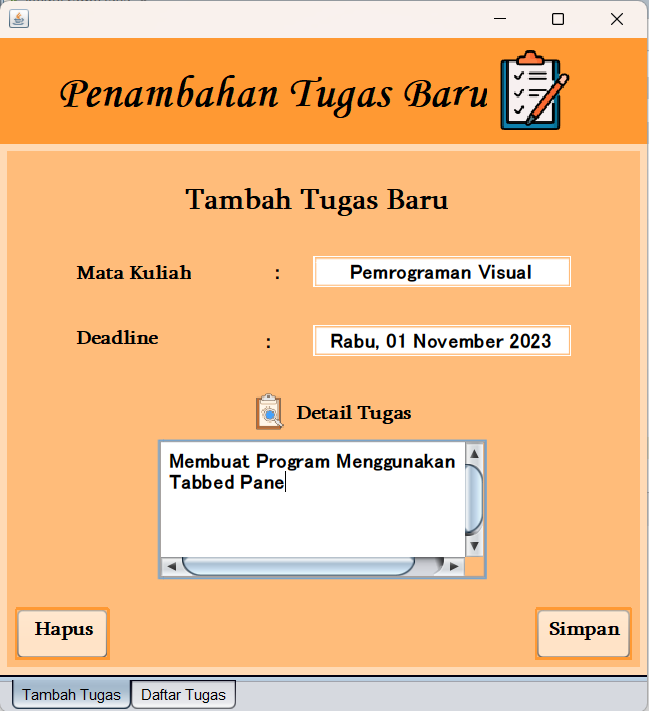 Penambahan Tugas Baru
Tambah Tugas Baru
Mata Kuliah : Pemrograman Visual
Deadline : Rabu, 01 November 2023
Detail Tugas
Membuat Program Menggunakan
Tabbed Pane
Hapus Simpan
Tambah Tugas Daftar Tugas